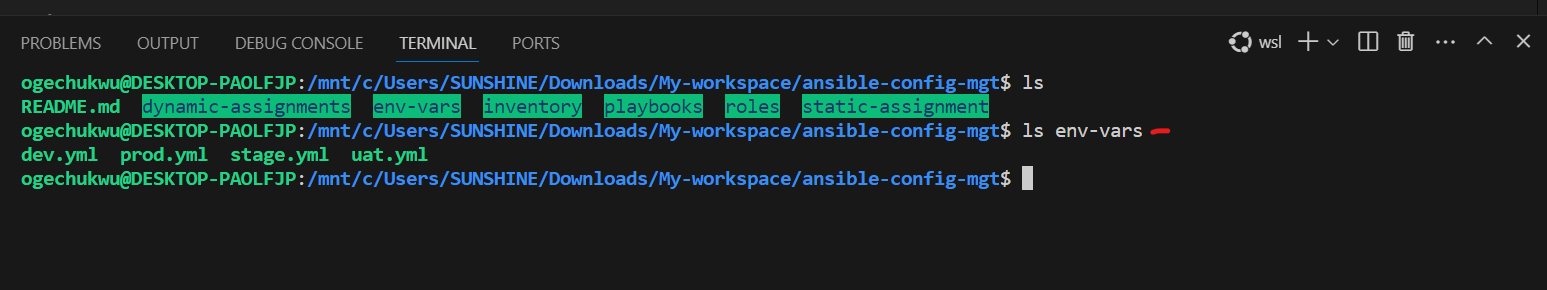 PROBLEMS OUTPUT DEBUG CONSOLE TERMINAL PORTS wsl
ogechukwu@DESKTOP-PAOLFJP:/mnt/c/Users/SUNSHINE/Downloads/My-workspace/ansible-config-mgt$ ls
README.md dynamic-assignments env-vars inventory playbooks roles static-assignment
ogechukwu@DESKTOP-PAOLFJP:/mnt/c/Users/SUNSHINE/Downloads/My-workspace/ansible-config-mgt$ ls env-vars
dev.yml prod.yml stage.yml uat.yml
ogechukwu@DESKTOP-PAOLFJP:/mnt/c/Users/SUNSHINE/Downloads/My-workspace/ansible-config-mgt$